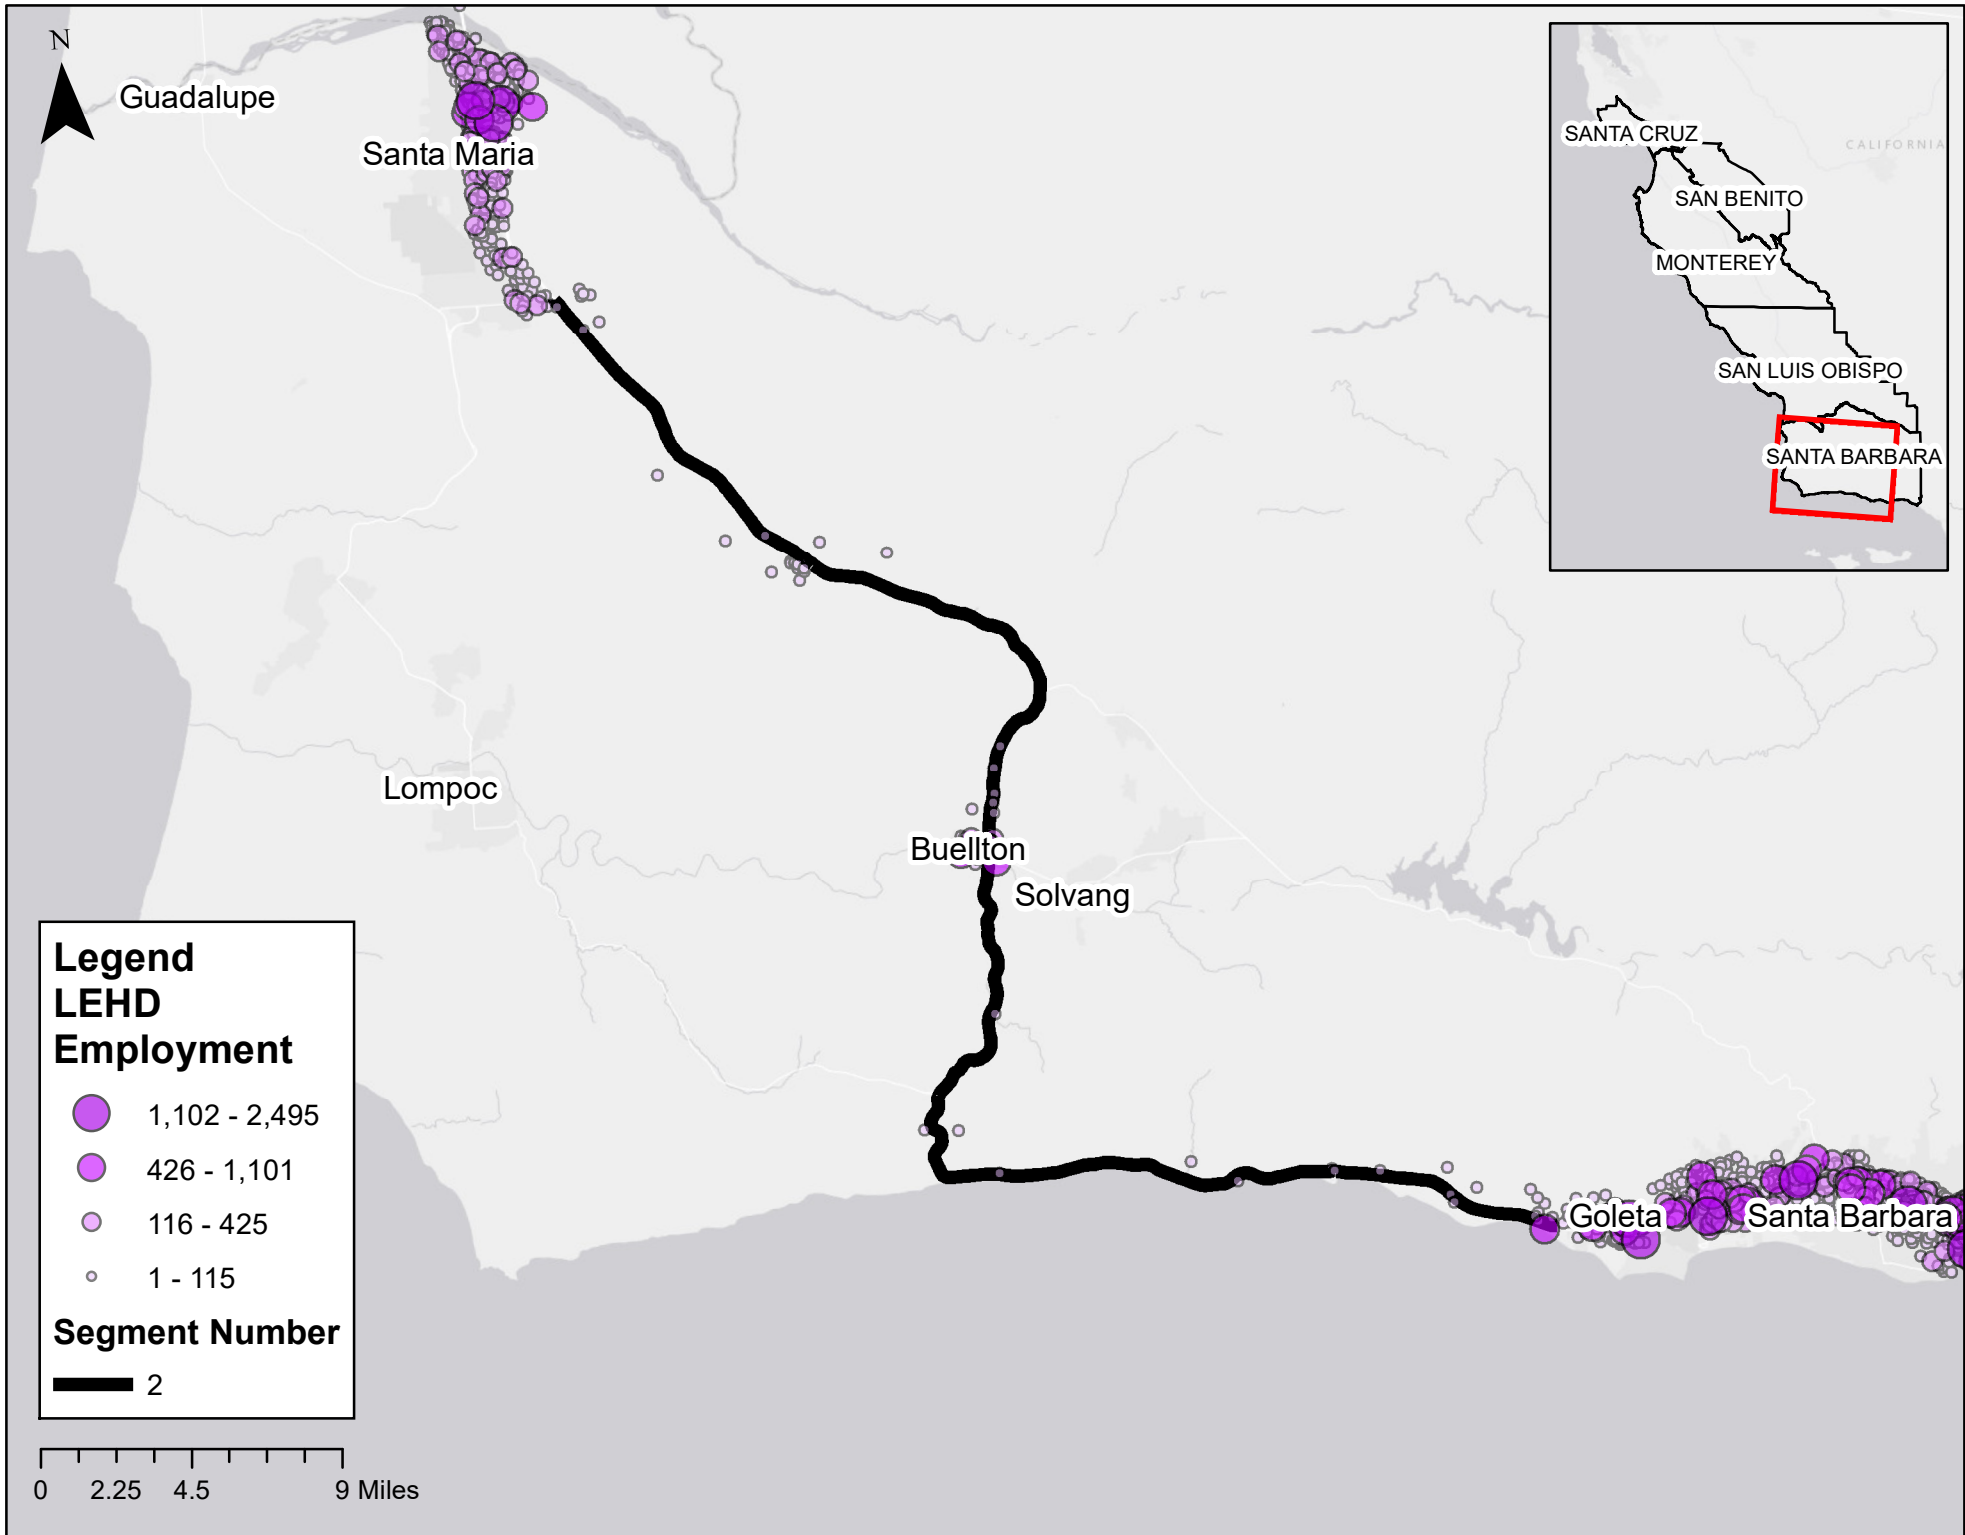 N
Guadalupe
Santa Maria
Lompoc
Buellton
Solvang
Goleta
Santa Barbara
SANTA CRUZ
CALIFORNIA
SAN BENITO
MONTEREY
SAN LUIS OBISPO
SANTA BARBARA
Legend
LEHD
Employment
1,102 - 2,495
426 - 1,101
116 - 425
1 - 115
Segment Number
2
0 2.25 4.5 9 Miles